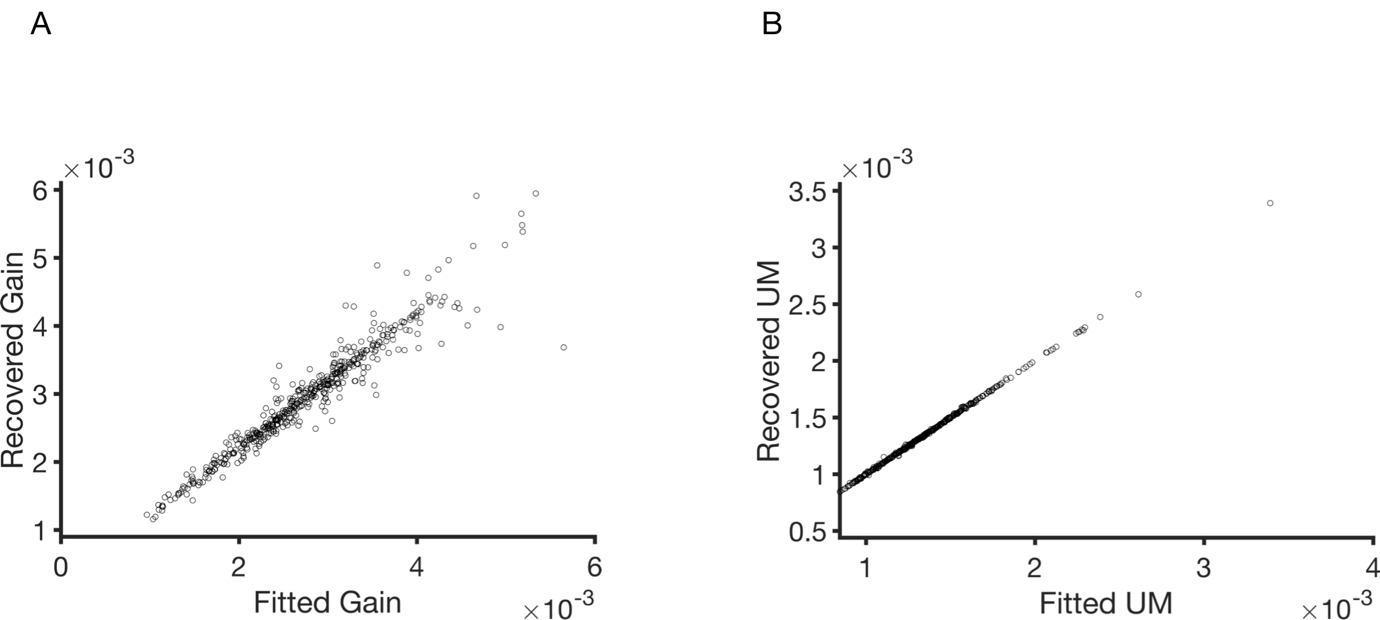 A
×10-3
6
5
4
3
2
1
Recovered Gain
0 2 4 6
Fitted Gain
×10-3
B
×10-3
3.5
3
2.5
2
1.5
1
0.5
Recovered UM
1 2 3 4
Fitted UM
×10-3